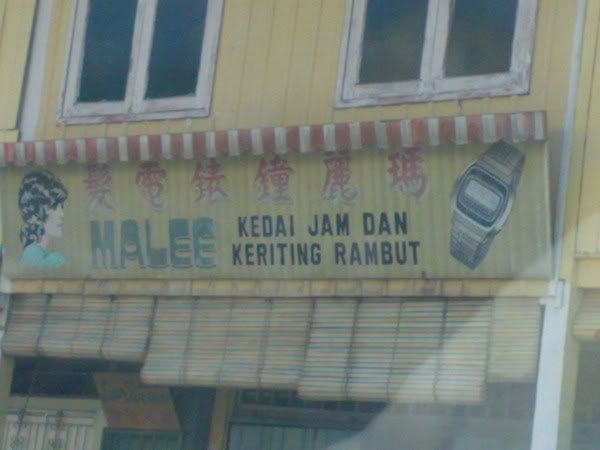 瑪麗鐘錶電髮
MALEE
KEDAI JAM DAN
KERITING RAMBUT